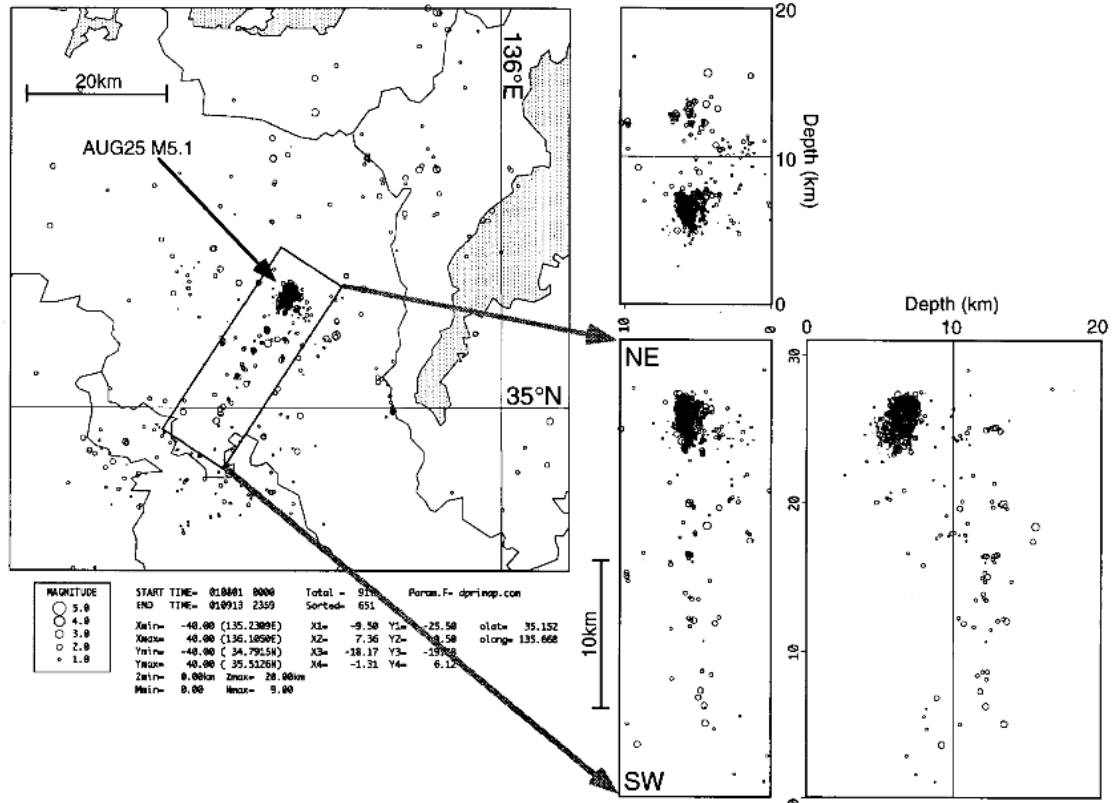 20km
136°E
AUG25 M5.1
35°N
20
10
0
Depth (km)
10
0
NE
SW
10km
Depth (km)
0
10
20
30
20
10
0
MAGNITUDE
5.0
4.0
3.0
2.0
1.0
START TIME= 010801 0000 Total = Param.F= dprimap.com
END TIME= 010913 2359 Sorted= 651
Xmin= -40.00 (135.2309E) X1= -9.50 Y1= -25.50 olat= 35.152
Xmax= 40.00 (136.1050E) X2= 7.36 Y2= olong= 135.668
Ymin= -40.00 ( 34.7915N) X3= -18.17 Y3=
Ymax= 40.00 ( 35.5126N) X4= -1.31 Y4= 6.12
Zmin= 0.00km Zmax= 20.00km
Mmin= 0.00 Mmax= 9.00